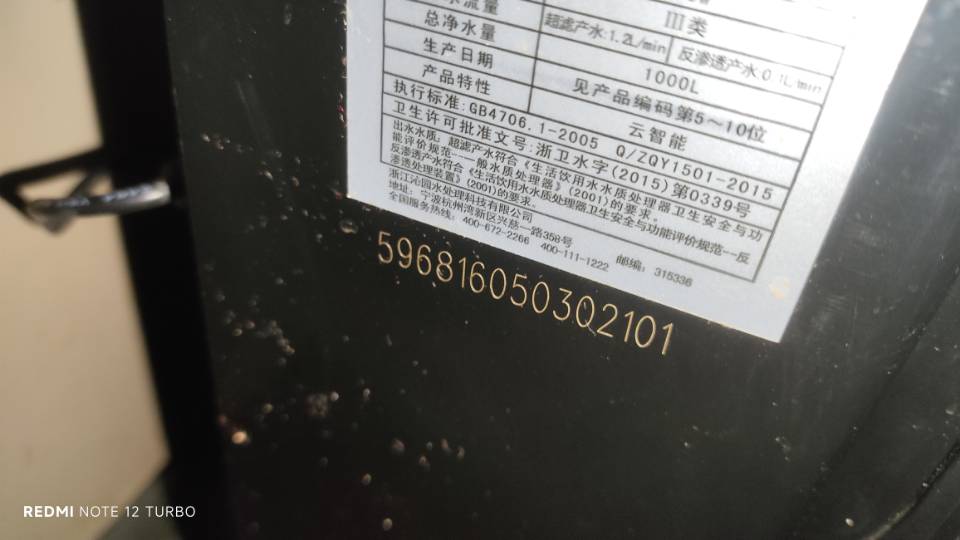 水流量
III类
总净水量
超滤产水:1.2L/min 反渗透产水:0.1L/min
生产日期
1000L
产品特性
见产品编码第5~10位
云智能
执行标准:GB4706.1-2005 Q/ZQY1501-2015
卫生许可批准文号:浙卫水字(2015)第0339号
出水水质:超滤产水符合《生活饮用水水质处理器卫生安全与功
能评价规范--一般水质处理器》(2001)的要求。
反渗透产水符合《生活饮用水水质处理器卫生安全与功能评价规范--反
渗透处理装置》(2001)的要求。
浙江沁园水处理科技有限公司
地址:宁波杭州湾新区兴慈一路358号
全国服务热线:400-672-2266 400-111-1222 邮编:315336
5968160503Q2101
REDMI NOTE 12 TURBO